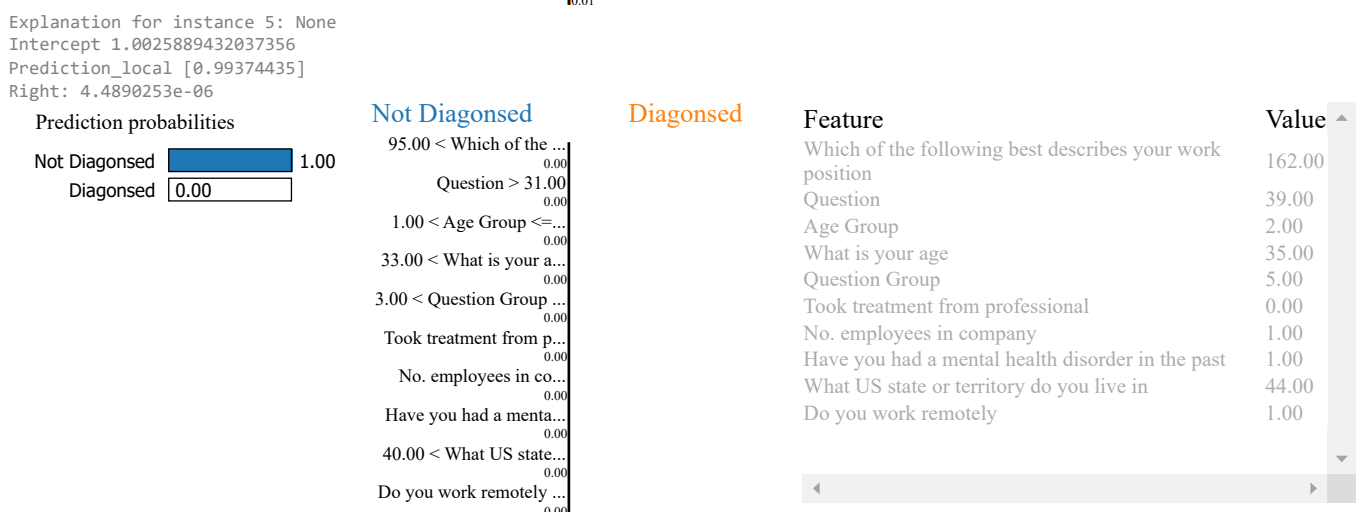 0.01
Explanation for instance 5: None
Intercept 1.0025889432037356
Prediction_local [0.99374435]
Right: 4.4890253e-06
Prediction probabilities
Not Diagonsed 1.00
Diagonsed 0.00
Not Diagonsed Diagonsed
95.00 < Which of the ...
0.00
Question > 31.00
0.00
1.00 < Age Group <=...
0.00
33.00 < What is your a...
0.00
3.00 < Question Group ...
0.00
Took treatment from p...
0.00
No. employees in co...
0.00
Have you had a menta...
0.00
40.00 < What US state...
0.00
Do you work remotely ...
0.00
Feature Value
Which of the following best describes your work
position 162.00
Question 39.00
Age Group 2.00
What is your age 35.00
Question Group 5.00
Took treatment from professional 0.00
No. employees in company 1.00
Have you had a mental health disorder in the past 1.00
What US state or territory do you live in 44.00
Do you work remotely 1.00